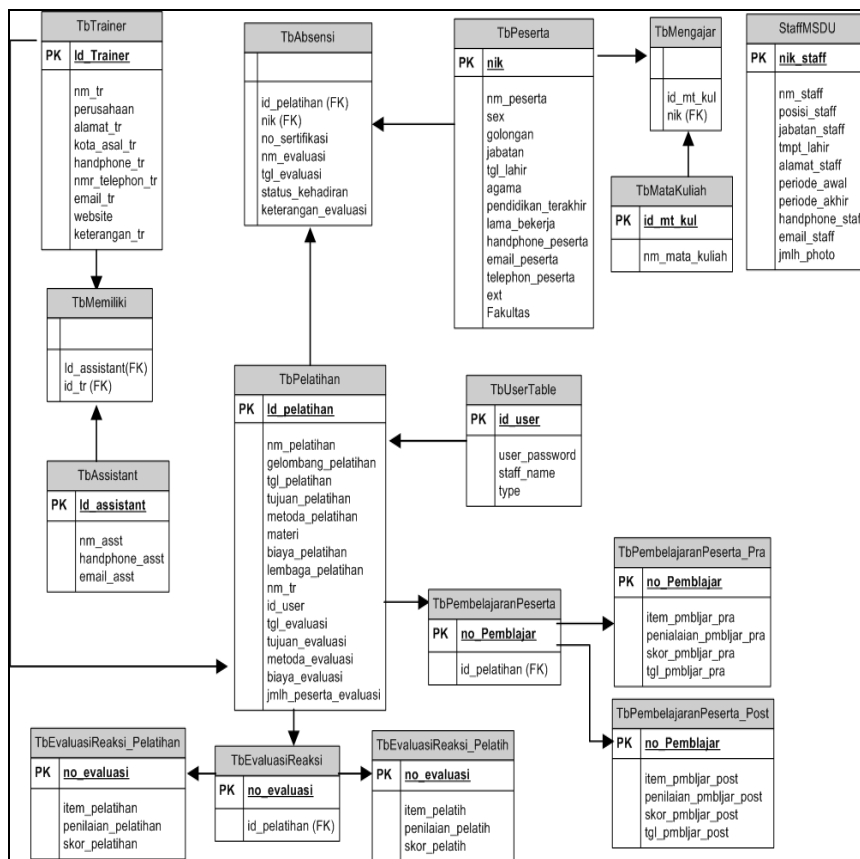 TbTrainer
PK Id_Trainer
nm_tr
perusahaan
alamat_tr
kota_asal_tr
handphone_tr
nmr_telephon_tr
email_tr
website
keterangan_tr
TbAbsensi
id_pelatihan (FK)
nik (FK)
no_sertifikasi
nm_evaluasi
tgl_evaluasi
status_kehadiran
keterangan_evaluasi
TbPeserta
PK nik
nm_peserta
sex
golongan
jabatan
tgl_lahir
agama
pendidikan_terakhir
lama_bekerja
handphone_peserta
email_peserta
telephon_peserta
ext
Fakultas
TbMengajar
id_mt_kul
nik (FK)
StaffMSDU
PK nik_staff
nm_staff
posisi_staff
jabatan_staff
tmpt_lahir
alamat_staff
periode_awal
periode_akhir
handphone_staf
email_staff
jmlh_photo
TbMataKuliah
PK id_mt_kul
nm_mata_kuliah
TbMemiliki
Id_assistant(FK)
id_tr (FK)
TbAssistant
PK Id_assistant
nm_asst
handphone_asst
email_asst
TbPelatihan
PK Id_pelatihan
nm_pelatihan
gelombang_pelatihan
tgl_pelatihan
tujuan_pelatihan
metoda_pelatihan
materi
biaya_pelatihan
lembaga_pelatihan
nm_tr
id_user
tgl_evaluasi
tujuan_evaluasi
metoda_evaluasi
biaya_evaluasi
jmlh_peserta_evaluasi
TbUserTable
PK id_user
user_password
staff_name
type
TbPembelajaranPeserta
PK no_Pemblajar
id_pelatihan (FK)
TbPembelajaranPeserta_Pra
PK no_Pemblajar
item_pmbljar_pra
penialaian_pmbljar_pra
skor_pmbljar_pra
tgl_pmbljar_pra
TbPembelajaranPeserta_Post
PK no_Pemblajar
item_pmbljar_post
penilaian_pmbljar_post
skor_pmbljar_post
tgl_pmbljar_post
TbEvaluasiReaksi_Pelatihan
PK no_evaluasi
item_pelatihan
penilaian_pelatihan
skor_pelatihan
TbEvaluasiReaksi
PK no_evaluasi
id_pelatihan (FK)
TbEvaluasiReaksi_Pelatih
PK no_evaluasi
item_pelatih
penilaian_pelatih
skor_pelatih